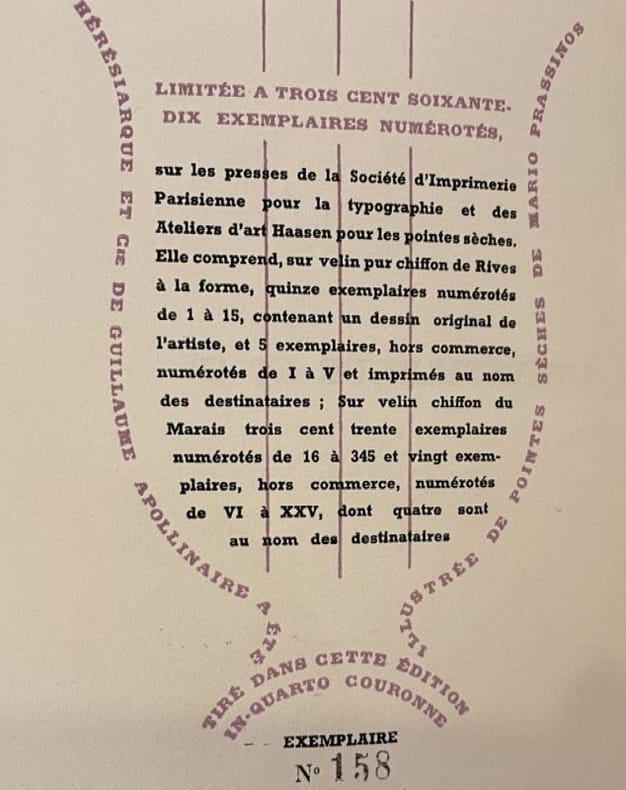 HÉRÉSIARQUE ET Cie DE GUILLAUME APOLLINAIRE A ÉTÉ
TIRÉ DANS CETTE ÉDITION
IN-QUARTO COURONNE
ILLUSTRÉE DE POINTES SÈCHES DE MARIO PRASSINOS
LIMITÉE A TROIS CENT SOIXANTE-
DIX EXEMPLAIRES NUMÉROTÉS,
sur les presses de la Société d'Imprimerie
Parisienne pour la typographie et des
Ateliers d'art Haasen pour les pointes sèches.
Elle comprend, sur velin pur chiffon de Rives
à la forme, quinze exemplaires numérotés
de 1 à 15, contenant un dessin original de
l'artiste, et 5 exemplaires, hors commerce,
numérotés de I à V et imprimés au nom
des destinataires ; Sur velin chiffon du
Marais trois cent trente exemplaires
numérotés de 16 à 345 et vingt exem-
plaires, hors commerce, numérotés
de VI à XXV, dont quatre sont
au nom des destinataires
EXEMPLAIRE
No 158